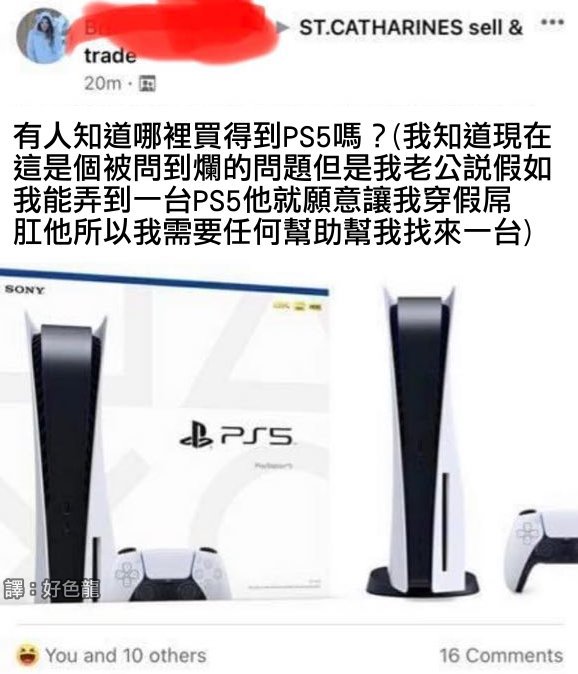 ST.CATHARINES sell &
trade
20m
有人知道哪裡買得到PS5嗎？(我知道現在
這是個被問到爛的問題但是我老公説假如
我能弄到一台PS5他就願意讓我穿假屌
肛他所以我需要任何幫助幫我找來一台)
SONY
PS5
PlayStation5
譯：好色龍
You and 10 others
16 Comments